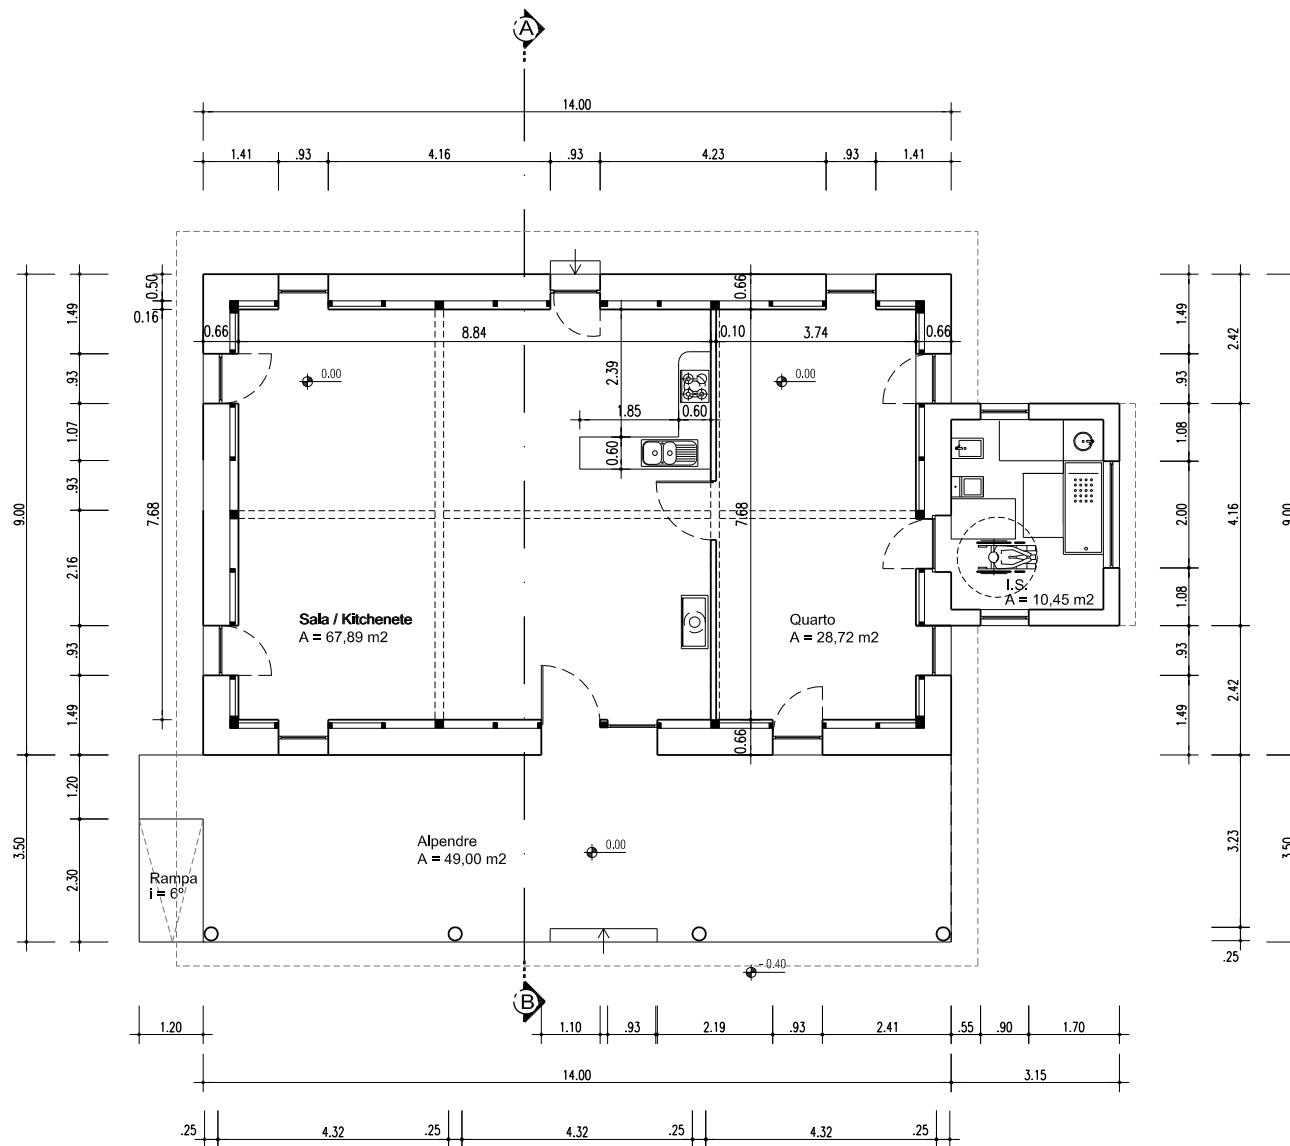 A
14.00
1.41 .93 4.16 .93 4.23 .93 1.41
0.50
0.16
0.66 8.84 0.10 3.74 0.66
0.66
0.00
0.00
2.39
1.85 0.60
0.60
7.68
7.68
Sala / Kitchenete
A = 67,89 m2
Quarto
A = 28,72 m2
I.S.
A = 10,45 m2
0.66
Alpendre
A = 49,00 m2
0.00
Rampa
i = 6°
- 0.40
B
9.00
3.50
1.49
.93
1.07
.93
2.16
.93
1.49
1.20
2.30
1.49
.93
1.08
2.00
1.08
.93
1.49
2.42
4.16
2.42
3.23
.25
9.00
3.50
1.20 1.10 .93 2.19 .93 2.41 .55 .90 1.70
14.00 3.15
.25 4.32 .25 4.32 .25 4.32 .25